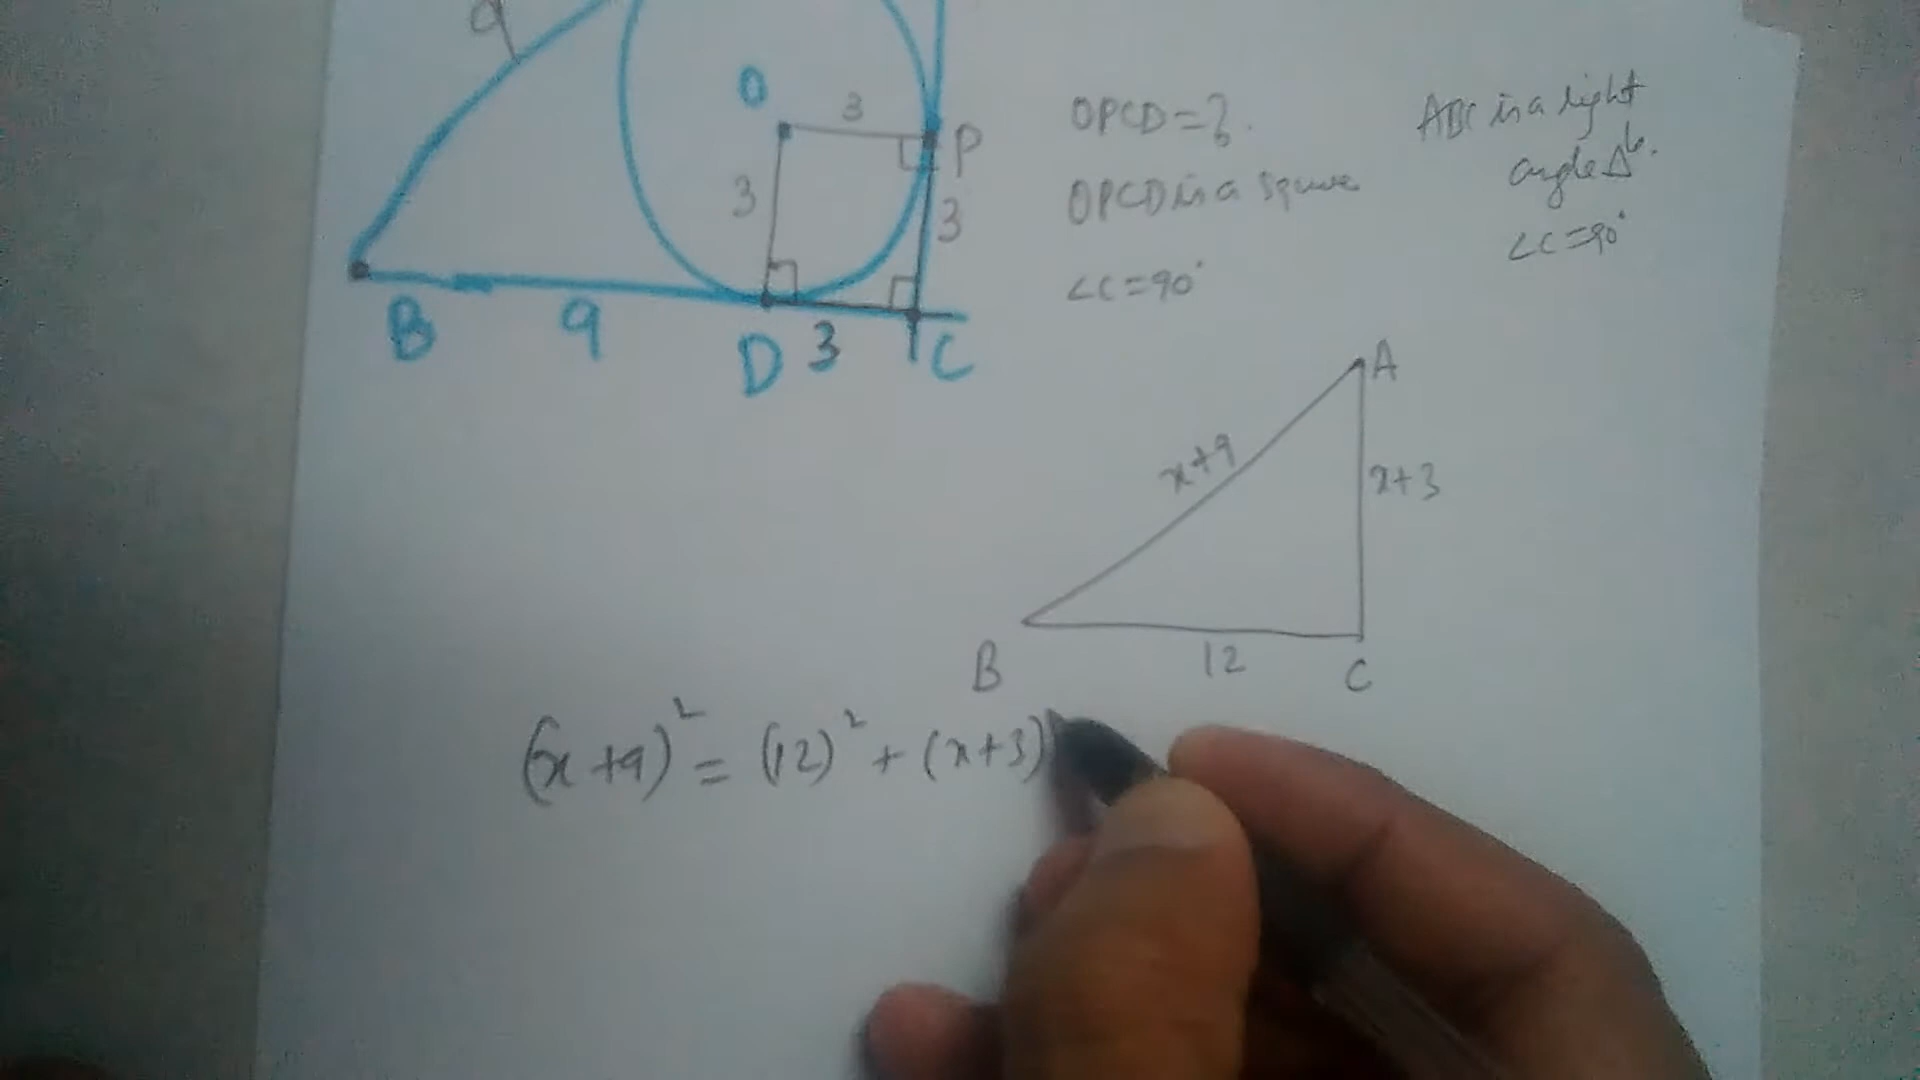 9
O
3
P
3
3
B
9
D
3
C
OPCD = ?
OPCD is a square
∠C = 90°
ABC is a right
angle Δle.
∠C = 90°
A
x+9
x+3
B
12
C
(x+9)² = (12)² + (x+3)